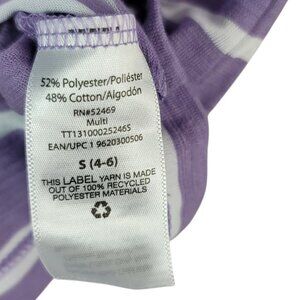 52% Polyester/Poliéster
48% Cotton/Algodón
RN#52469
Multi
TT13100025246S
EAN/UPC 1 9620300506
S (4-6)
THIS LABEL YARN IS MADE
OUT OF 100% RECYCLED
POLYESTER MATERIALS